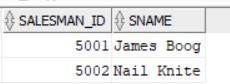 SALESMAN_ID SNAME
5001 James Boog
5002 Nail Knite